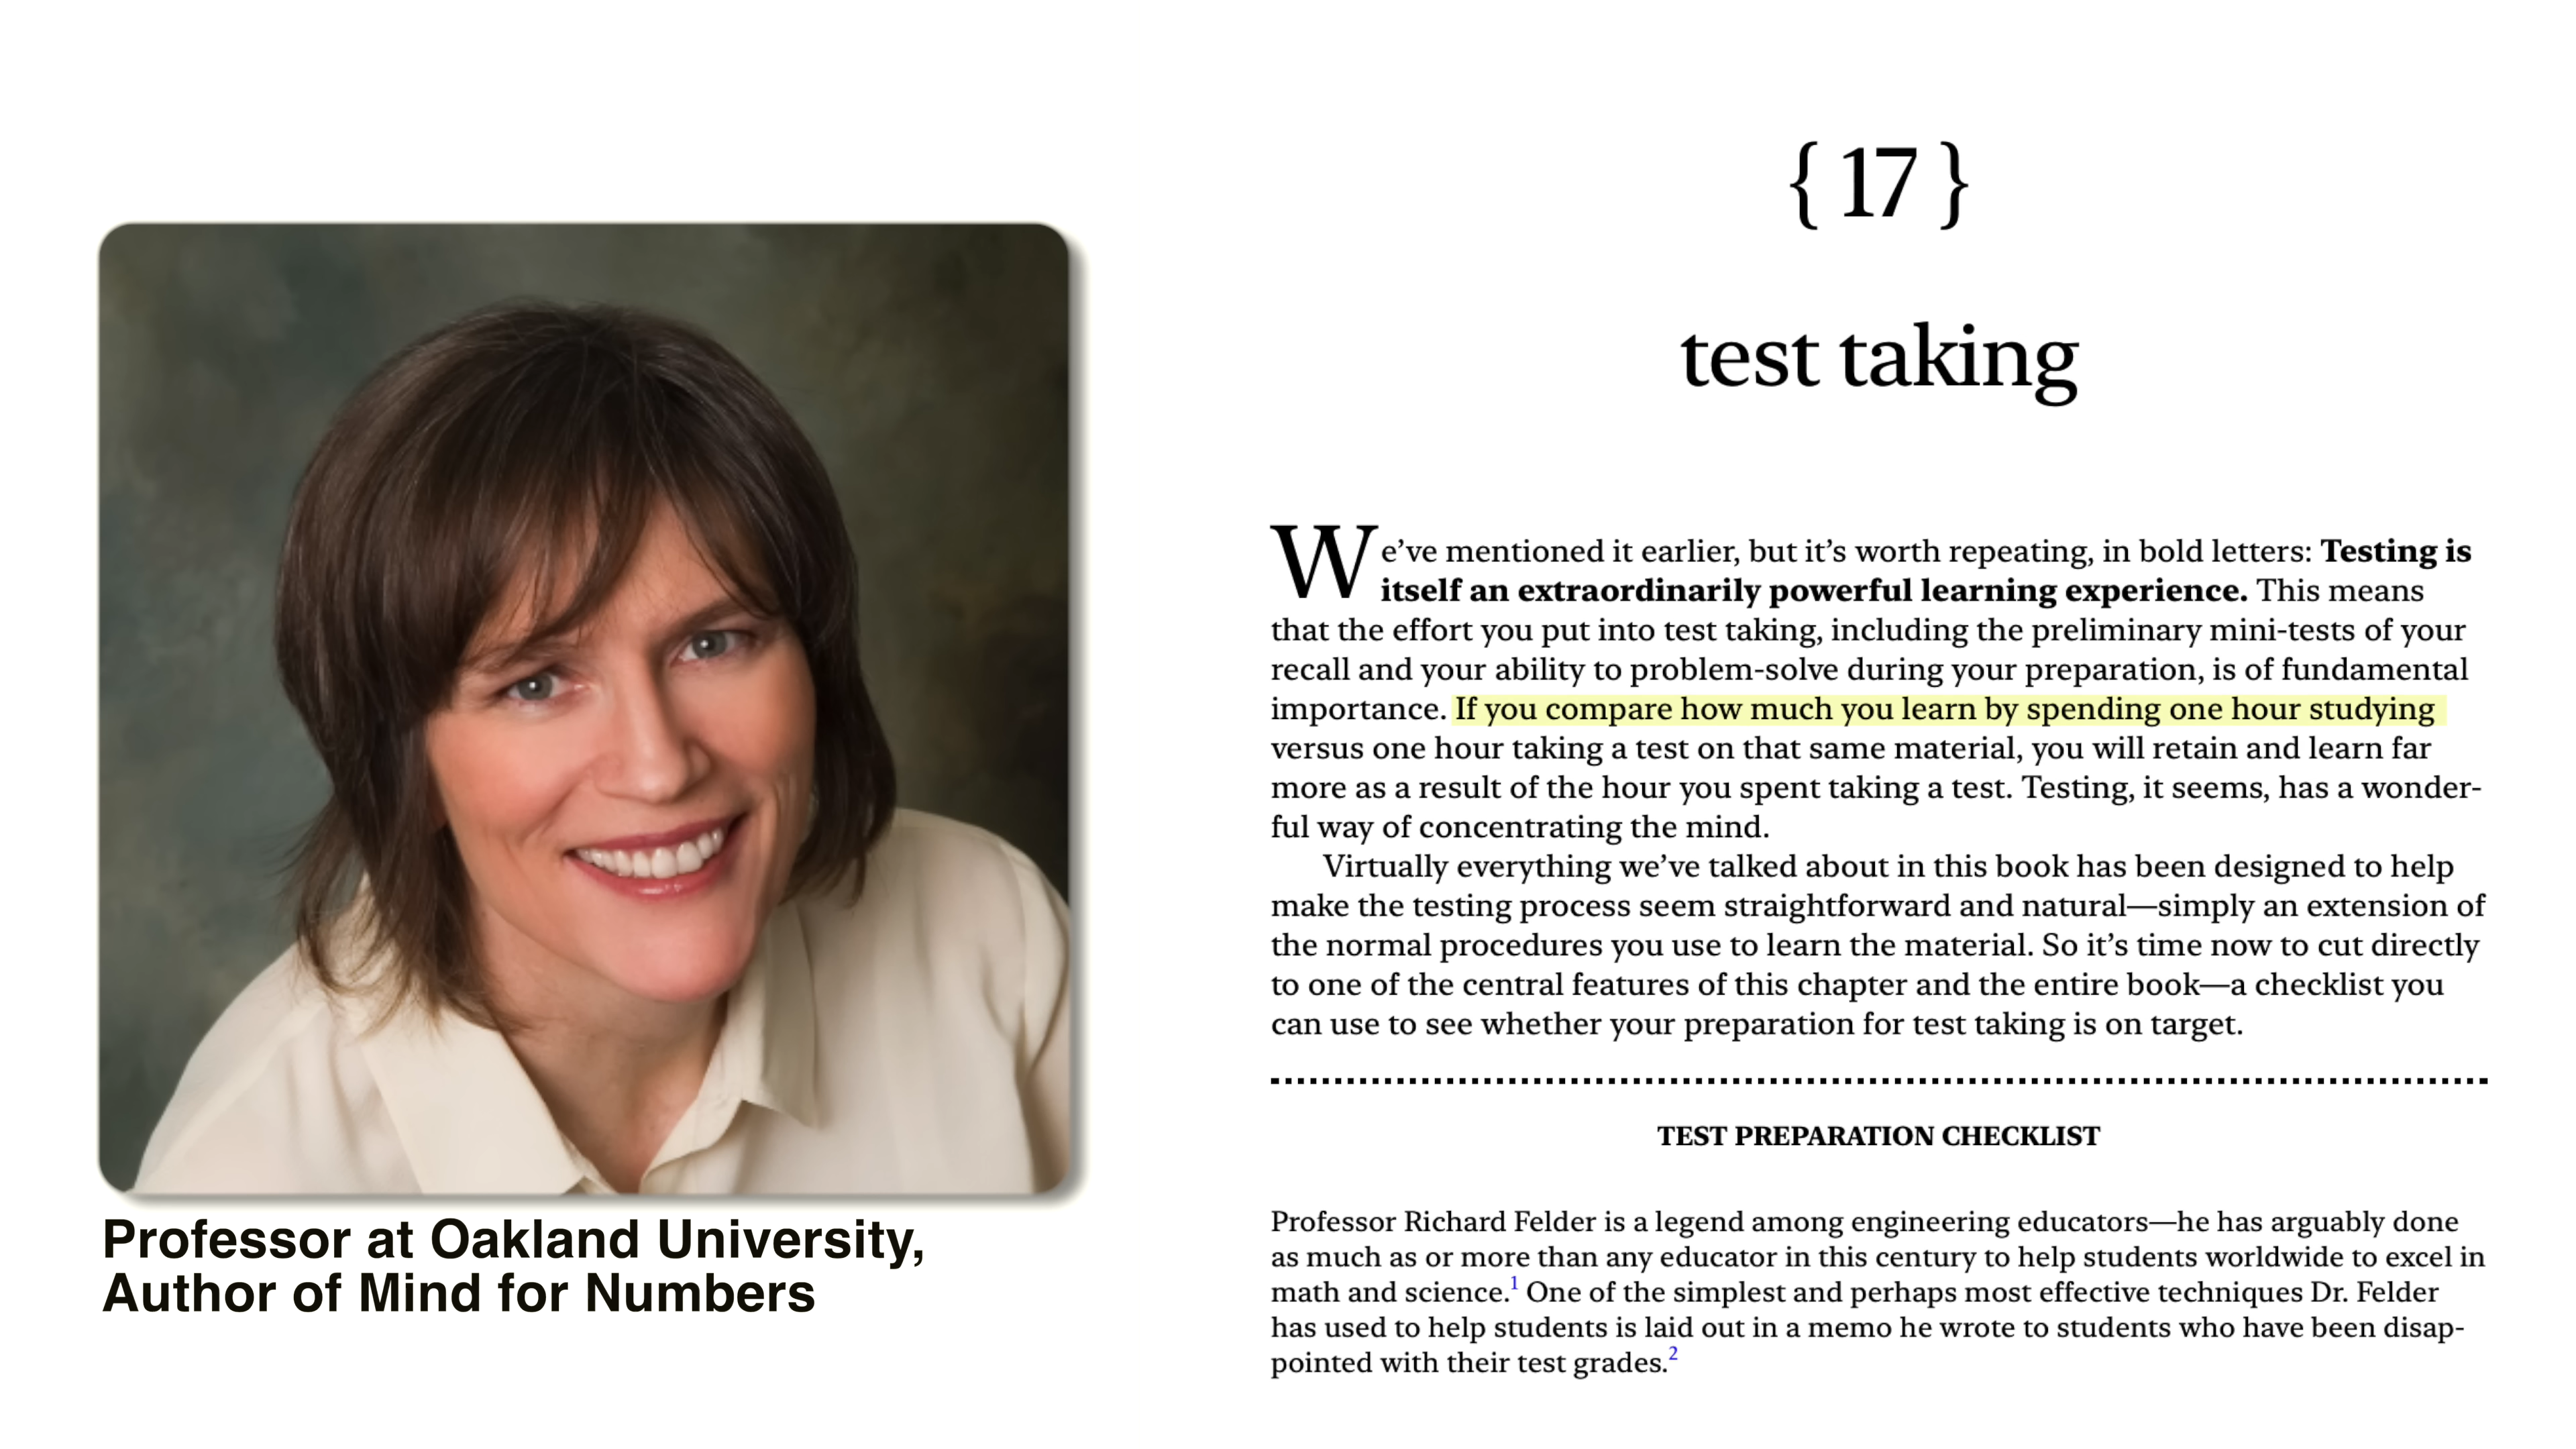 Professor at Oakland University,
Author of Mind for Numbers
{ 17 }
test taking
We’ve mentioned it earlier, but it’s worth repeating, in bold letters: Testing is
itself an extraordinarily powerful learning experience. This means
that the effort you put into test taking, including the preliminary mini-tests of your
recall and your ability to problem-solve during your preparation, is of fundamental
importance. If you compare how much you learn by spending one hour studying
versus one hour taking a test on that same material, you will retain and learn far
more as a result of the hour you spent taking a test. Testing, it seems, has a wonder-
ful way of concentrating the mind.
Virtually everything we’ve talked about in this book has been designed to help
make the testing process seem straightforward and natural—simply an extension of
the normal procedures you use to learn the material. So it’s time now to cut directly
to one of the central features of this chapter and the entire book—a checklist you
can use to see whether your preparation for test taking is on target.
TEST PREPARATION CHECKLIST
Professor Richard Felder is a legend among engineering educators—he has arguably done
as much as or more than any educator in this century to help students worldwide to excel in
math and science.1 One of the simplest and perhaps most effective techniques Dr. Felder
has used to help students is laid out in a memo he wrote to students who have been disap-
pointed with their test grades.2